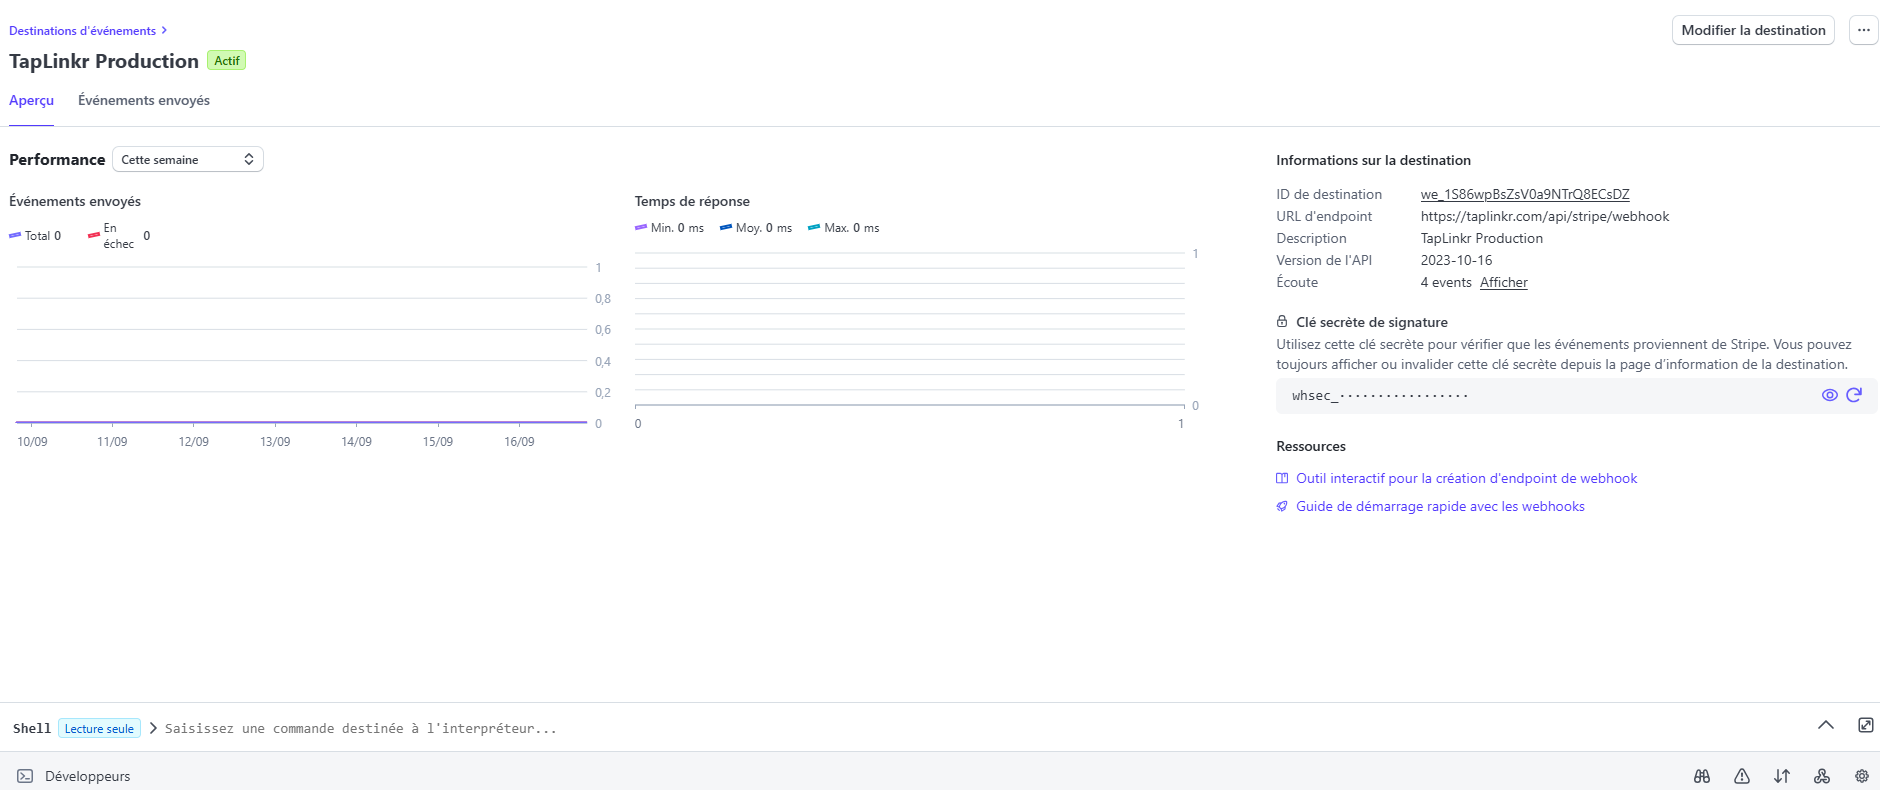 Destinations d'événements
TapLinkr Production Actif
Modifier la destination ...
Aperçu Événements envoyés
Performance Cette semaine
Événements envoyés
Total 0 En échec 0
1
0,8
0,6
0,4
0,2
0
10/09 11/09 12/09 13/09 14/09 15/09 16/09
Temps de réponse
Min. 0 ms Moy. 0 ms Max. 0 ms
1
0
0 1
Informations sur la destination
ID de destination we_1S86wpBsZsV0a9NTrQ8ECsDZ
URL d'endpoint https://taplinkr.com/api/stripe/webhook
Description TapLinkr Production
Version de l'API 2023-10-16
Écoute 4 events Afficher
Clé secrète de signature
Utilisez cette clé secrète pour vérifier que les événements proviennent de Stripe. Vous pouvez
toujours afficher ou invalider cette clé secrète depuis la page d’information de la destination.
whsec_·················
Ressources
Outil interactif pour la création d'endpoint de webhook
Guide de démarrage rapide avec les webhooks
Shell Lecture seule Saisissez une commande destinée à l'interpréteur...
Développeurs